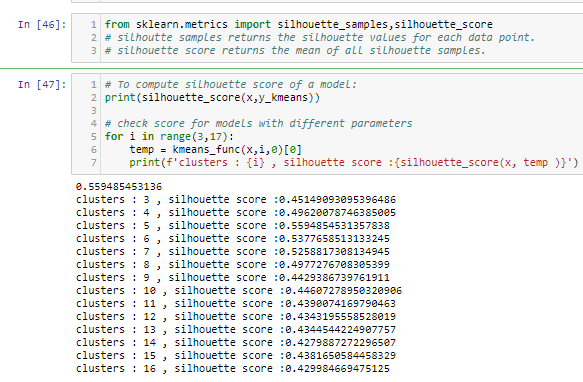 In [46]:
1 from sklearn.metrics import silhouette_samples,silhouette_score
2 # silhoutte samples returns the silhouette values for each data point.
3 # silhouette score returns the mean of all silhouette samples.
In [47]:
1 # To compute silhouette score of a model:
2 print(silhouette_score(x,y_kmeans))
3
4 # check score for models with different parameters
5 for i in range(3,17):
6     temp = kmeans_func(x,i,0)[0]
7     print(f'clusters : {i} , silhouette score :{silhouette_score(x, temp )}')
0.559485453136
clusters : 3 , silhouette score :0.45149093095396486
clusters : 4 , silhouette score :0.49620078746385005
clusters : 5 , silhouette score :0.5594854531357838
clusters : 6 , silhouette score :0.5377658513133245
clusters : 7 , silhouette score :0.5258817308134945
clusters : 8 , silhouette score :0.4977276708305399
clusters : 9 , silhouette score :0.4429386739761911
clusters : 10 , silhouette score :0.44607278950320906
clusters : 11 , silhouette score :0.4390074169790463
clusters : 12 , silhouette score :0.4343195558528019
clusters : 13 , silhouette score :0.4344544224907757
clusters : 14 , silhouette score :0.4279887272296507
clusters : 15 , silhouette score :0.4381650584458329
clusters : 16 , silhouette score :0.429984669475125